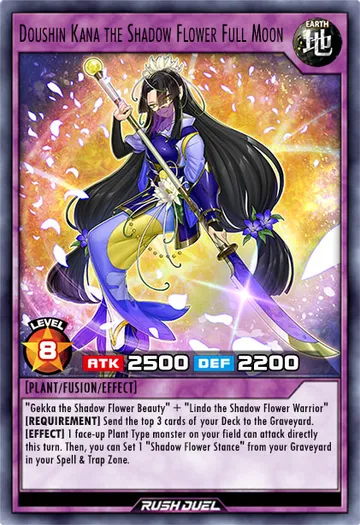 Doushin Kana the Shadow Flower Full Moon
EARTH
地
LEVEL
8
ATK 2500 DEF 2200
[PLANT/FUSION/EFFECT]
"Gekka the Shadow Flower Beauty" + "Lindo the Shadow Flower Warrior"
[REQUIREMENT] Send the top 3 cards of your Deck to the Graveyard.
[EFFECT] 1 face-up Plant Type monster on your field can attack directly
this turn. Then, you can Set 1 "Shadow Flower Stance" from your Graveyard
in your Spell & Trap Zone.
RUSH DUEL